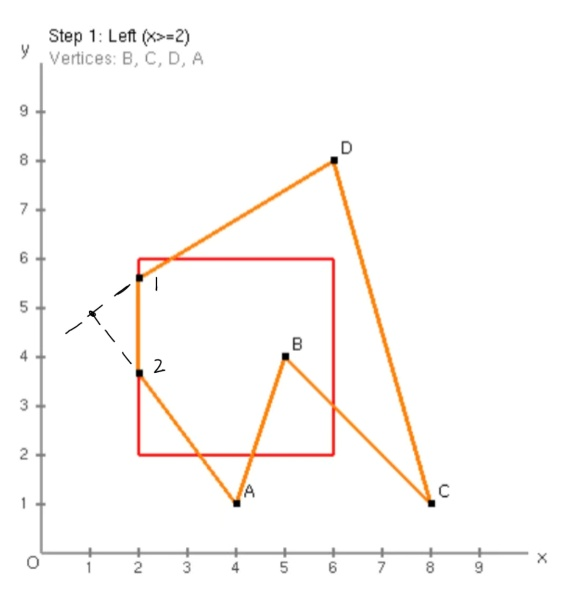 Step 1: Left (x>=2)
Vertices: B, C, D, A
y
9
8
D
7
6
1
5
4
2
B
3
2
A
C
1
O
1 2 3 4 5 6 7 8 9
x